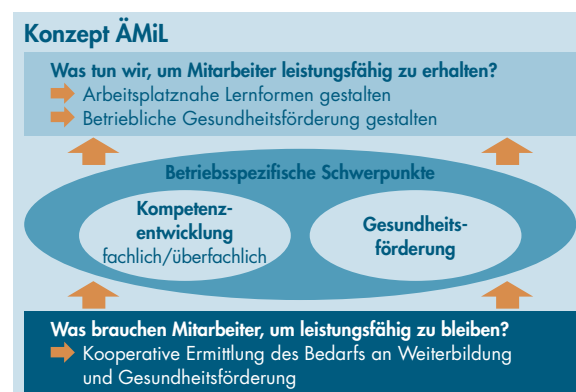 Konzept ÄMiL
Was tun wir, um Mitarbeiter leistungsfähig zu erhalten?
Arbeitsplatznahe Lernformen gestalten
Betriebliche Gesundheitsförderung gestalten
Betriebsspezifische Schwerpunkte
Kompetenz-
entwicklung
fachlich/überfachlich
Gesundheits-
förderung
Was brauchen Mitarbeiter, um leistungsfähig zu bleiben?
Kooperative Ermittlung des Bedarfs an Weiterbildung
und Gesundheitsförderung